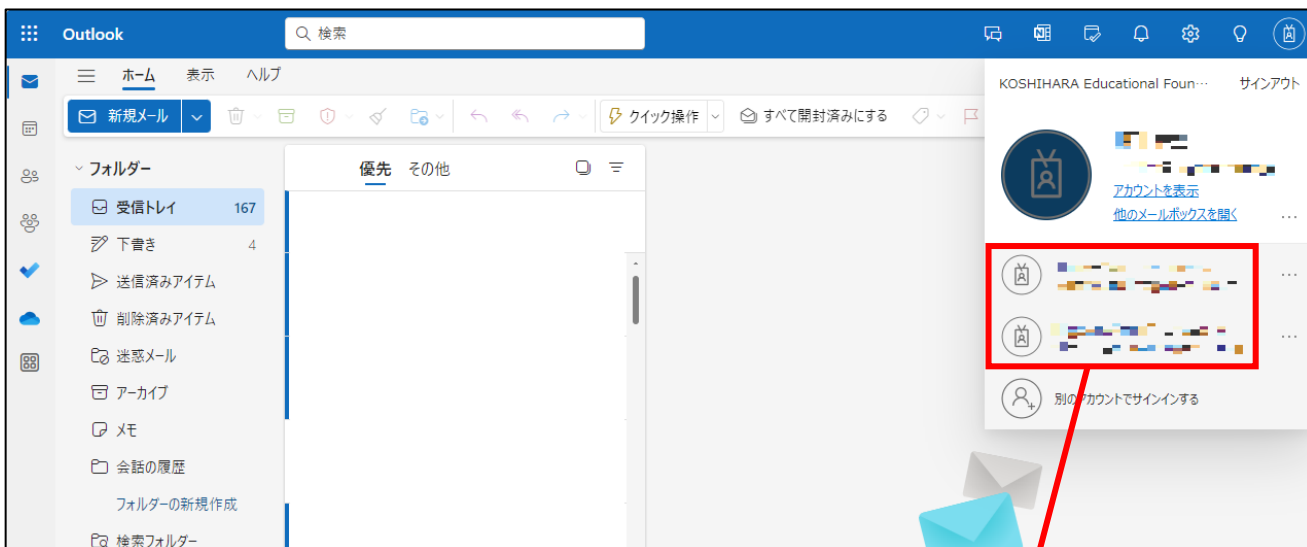 Outlook
検索
ホーム 表示 ヘルプ
新規メール
クイック操作
すべて開封済みにする
フォルダー
受信トレイ 167
下書き 4
送信済みアイテム
削除済みアイテム
迷惑メール
アーカイブ
メモ
会話の履歴
フォルダーの新規作成
検索フォルダー
優先 その他
KOSHIHARA Educational Foun… サインアウト
アカウントを表示
他のメールボックスを開く
別のアカウントでサインインする